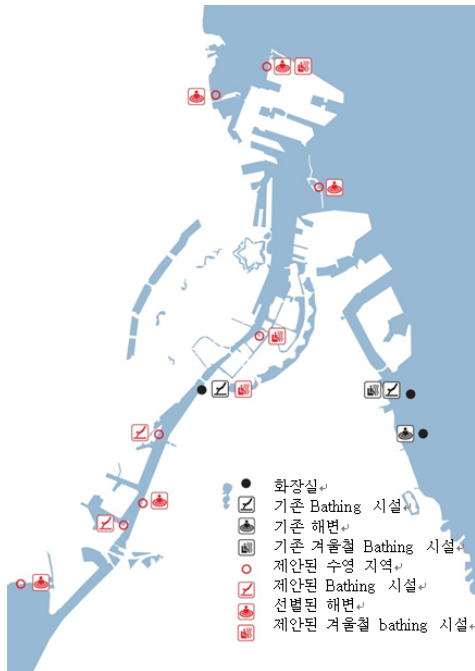 화장실
기존 Bathing 시설
기존 해변
기존 겨울철 Bathing 시설
제안된 수영 지역
제안된 Bathing 시설
선별된 해변
제안된 겨울철 bathing 시설